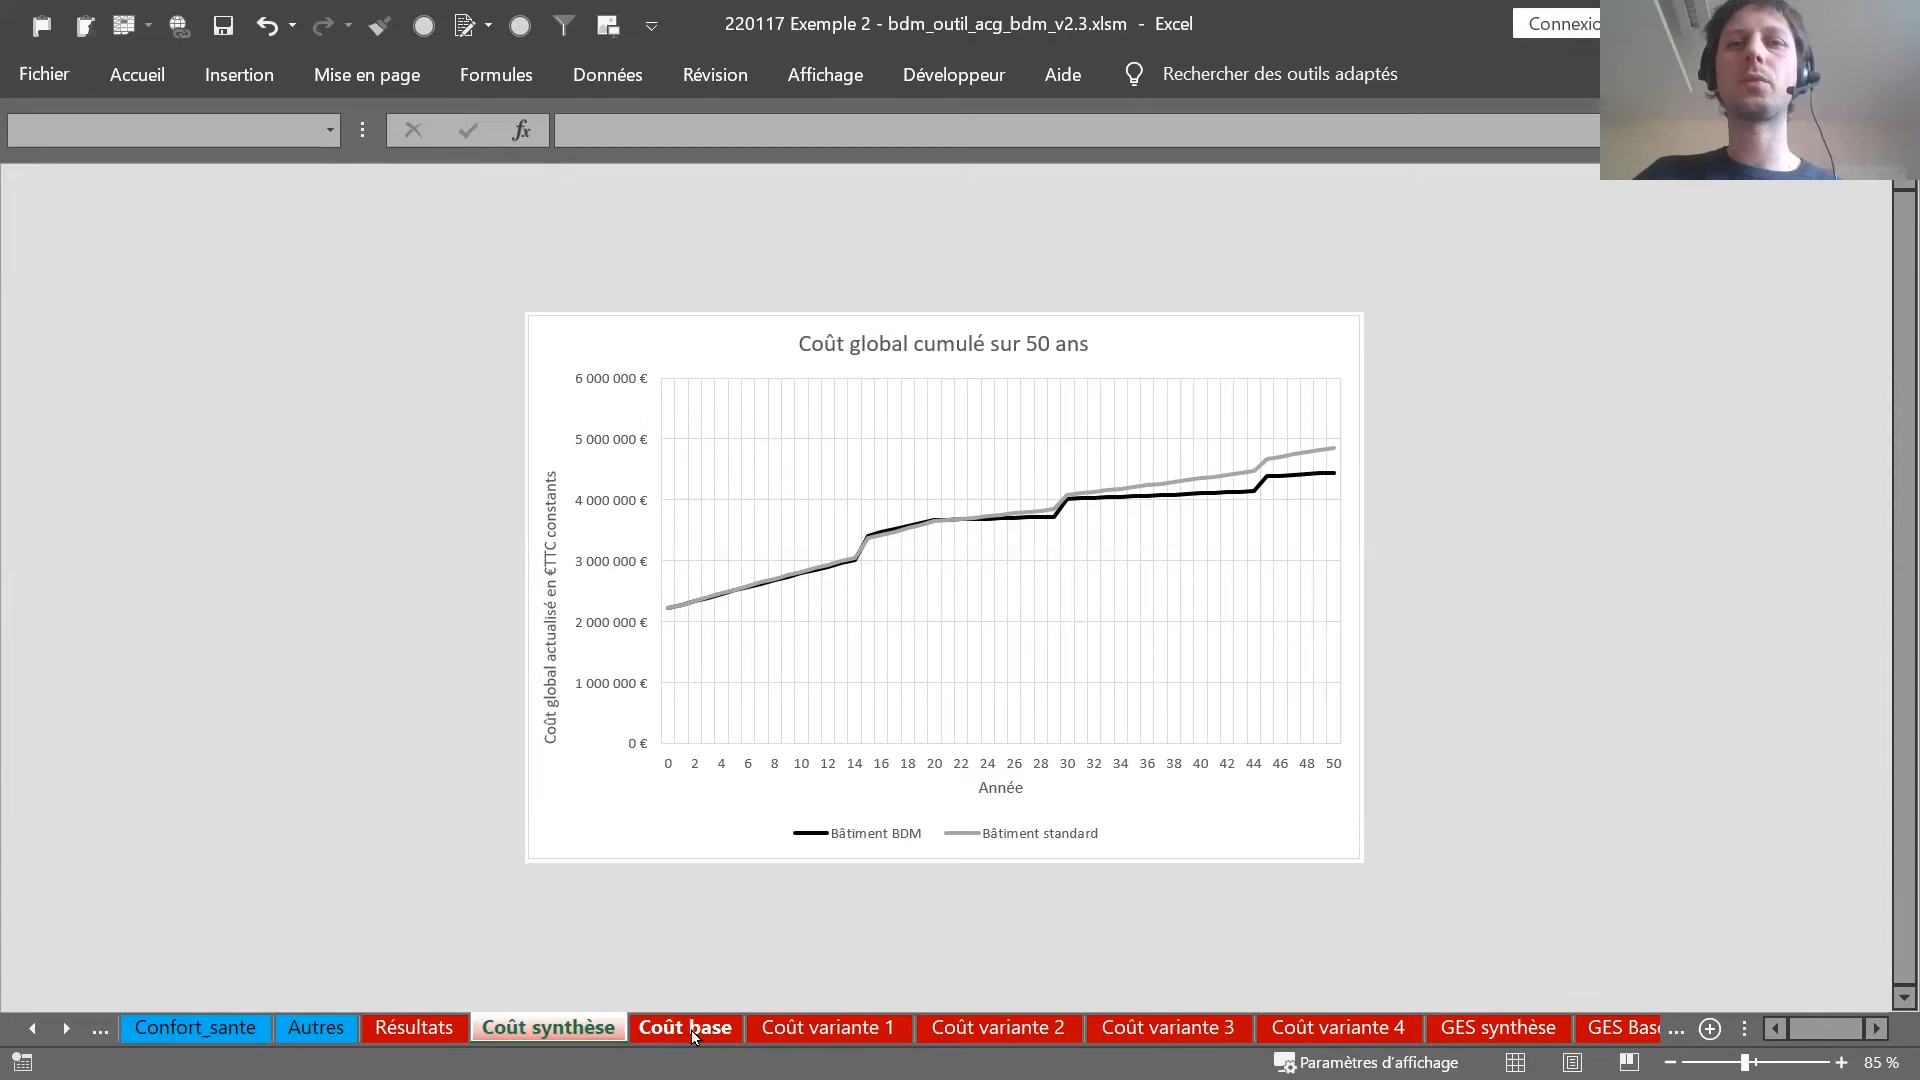 220117 Exemple 2 - bdm_outil_acg_bdm_v2.3.xlsm - Excel
Connexio
Fichier Accueil Insertion Mise en page Formules Données Révision Affichage Développeur Aide Rechercher des outils adaptés
fx
Coût global cumulé sur 50 ans
Coût global actualisé en €TTC constants
6 000 000 €
5 000 000 €
4 000 000 €
3 000 000 €
2 000 000 €
1 000 000 €
0 €
0 2 4 6 8 10 12 14 16 18 20 22 24 26 28 30 32 34 36 38 40 42 44 46 48 50
Année
Bâtiment BDM Bâtiment standard
... Confort_sante Autres Résultats Coût synthèse Coût base Coût variante 1 Coût variante 2 Coût variante 3 Coût variante 4 GES synthèse GES Base ...
Paramètres d'affichage 85 %